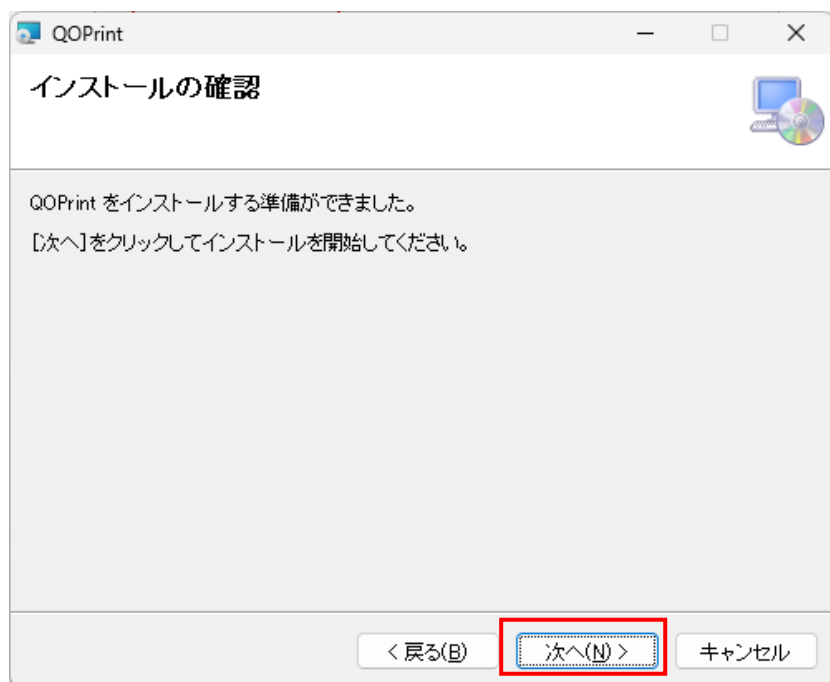 QOPrint
インストールの確認
QOPrint をインストールする準備ができました。
[次へ]をクリックしてインストールを開始してください。
< 戻る(B)
次へ(N) >
キャンセル